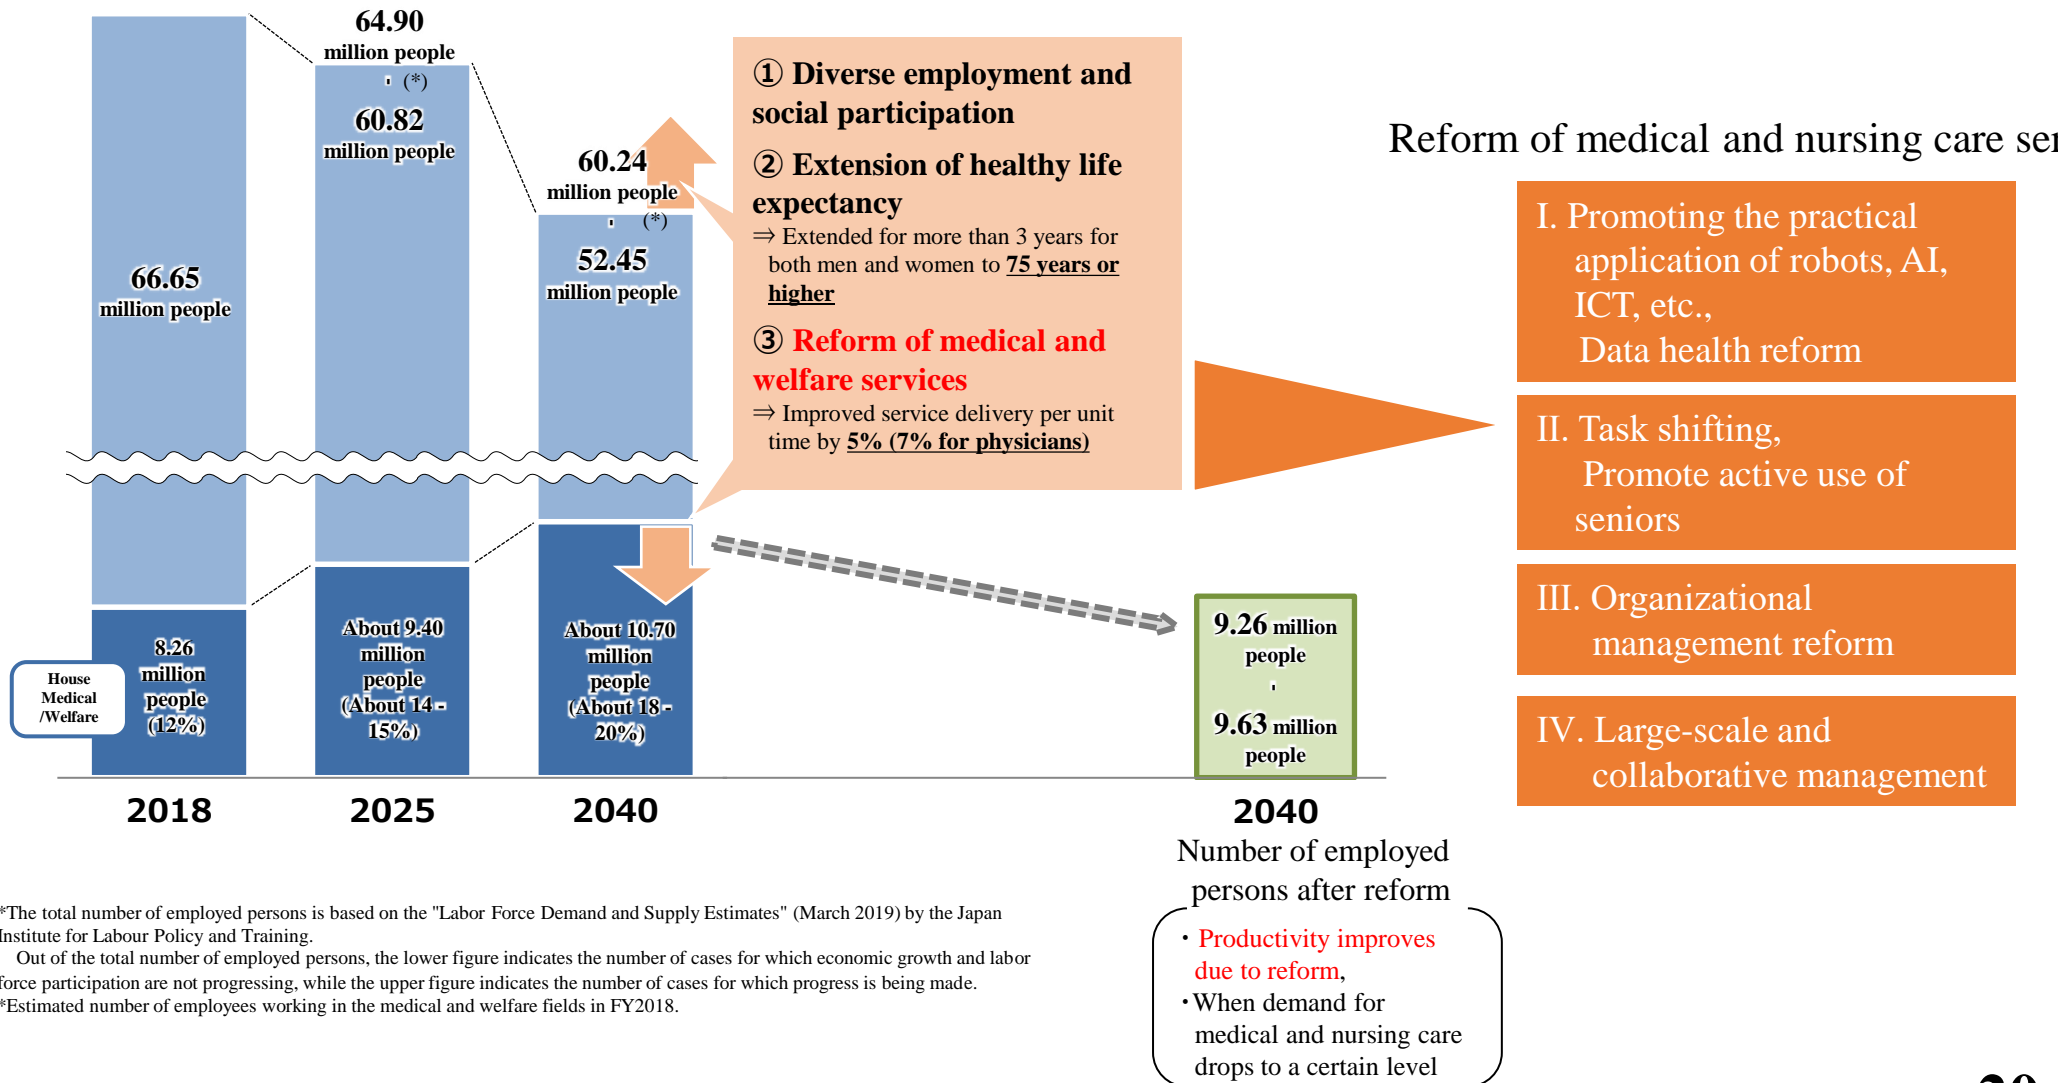 64.90
million people
(*)
60.82
million people
60.24
million people
(*)
52.45
million people
66.65
million people
House
Medical
/Welfare
8.26
million
people
(12%)
About 9.40
million
people
(About 14 -
15%)
About 10.70
million
people
(About 18 -
20%)
2018
2025
2040
① Diverse employment and
social participation
② Extension of healthy life
expectancy
⇒ Extended for more than 3 years for
both men and women to 75 years or
higher
③ Reform of medical and
welfare services
⇒ Improved service delivery per unit
time by 5% (7% for physicians)
9.26 million
people
9.63 million
people
2040
Number of employed
persons after reform
・Productivity improves
due to reform,
・When demand for
medical and nursing care
drops to a certain level
Reform of medical and nursing care ser
I. Promoting the practical
application of robots, AI,
ICT, etc.,
Data health reform
II. Task shifting,
Promote active use of
seniors
III. Organizational
management reform
IV. Large-scale and
collaborative management
*The total number of employed persons is based on the "Labor Force Demand and Supply Estimates" (March 2019) by the Japan
Institute for Labour Policy and Training.
Out of the total number of employed persons, the lower figure indicates the number of cases for which economic growth and labor
force participation are not progressing, while the upper figure indicates the number of cases for which progress is being made.
*Estimated number of employees working in the medical and welfare fields in FY2018.